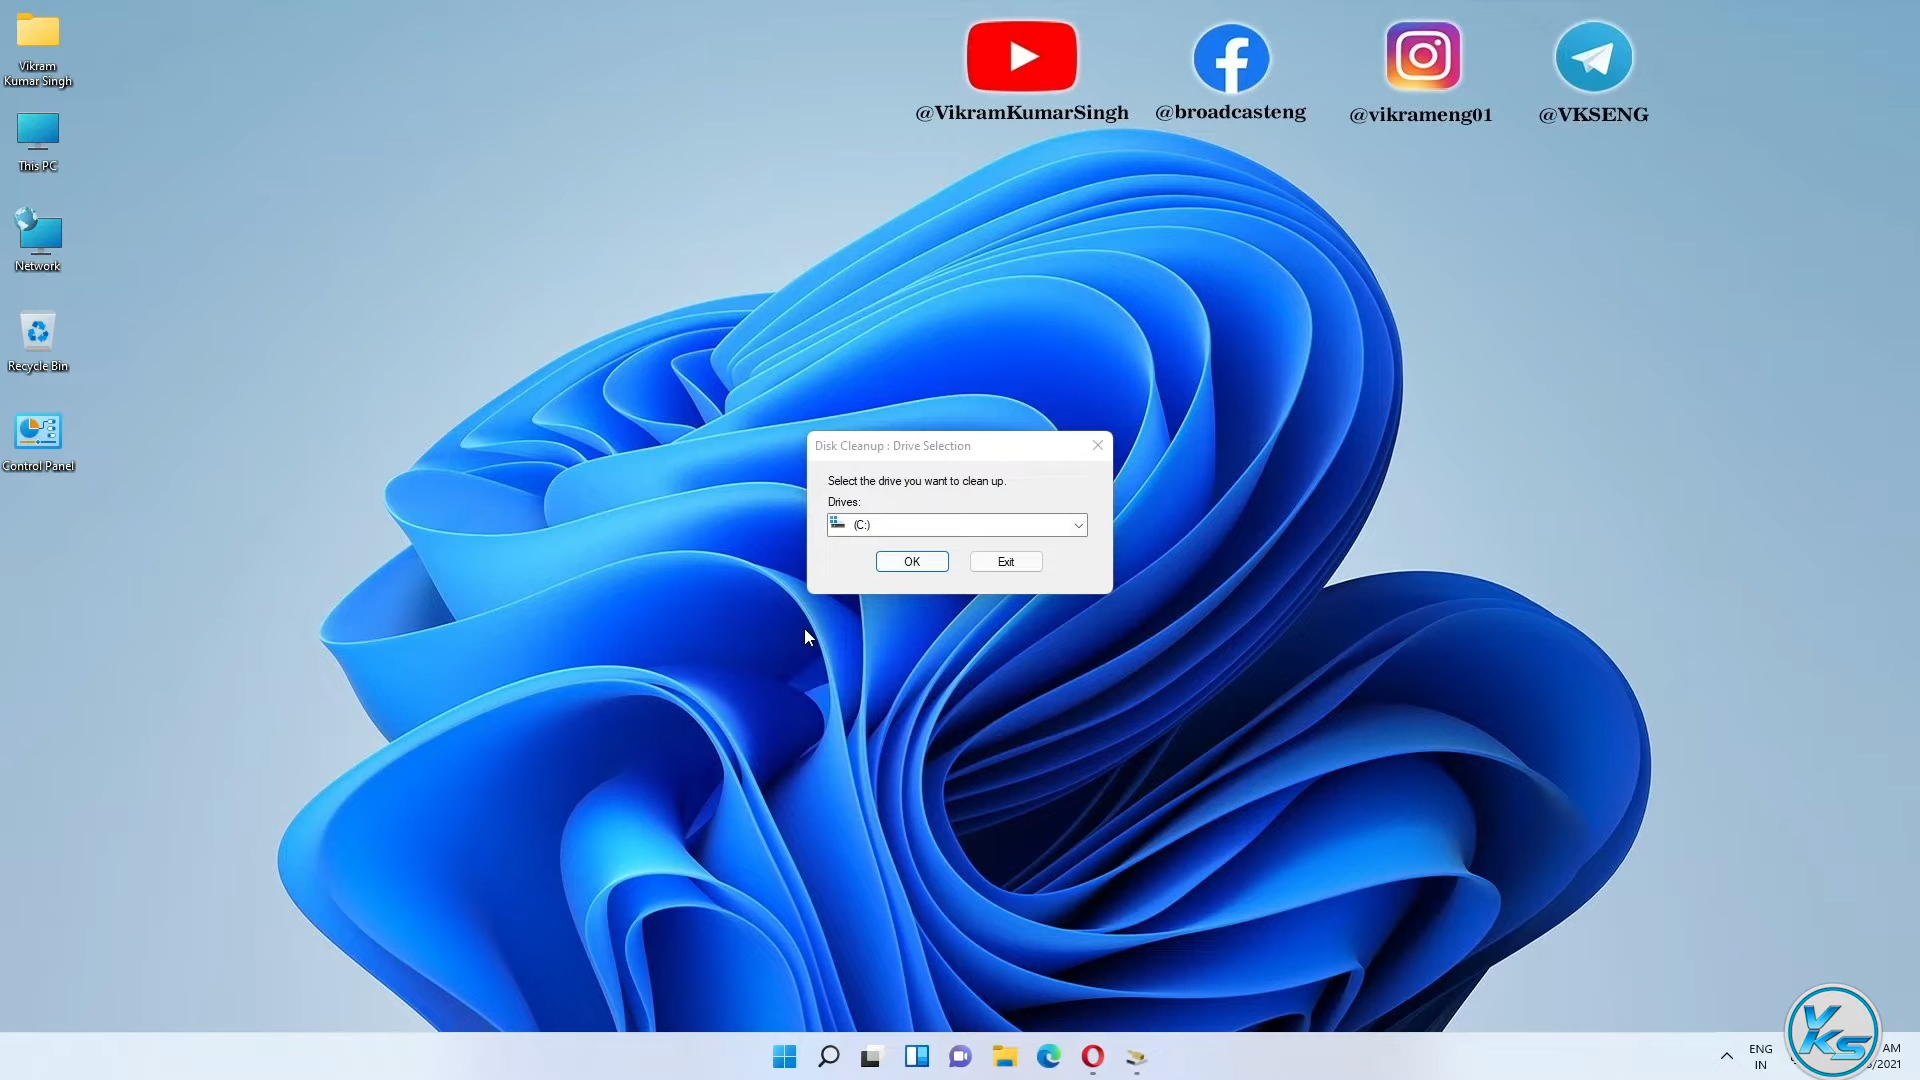 Vikram
Kumar Singh
This PC
Network
Recycle Bin
Control Panel
@VikramKumarSingh
@broadcasteng
@vikrameng01
@VKSENG
Disk Cleanup : Drive Selection
Select the drive you want to clean up.
Drives:
(C:)
OK
Exit
ENG
IN
AM
/2021
VKS